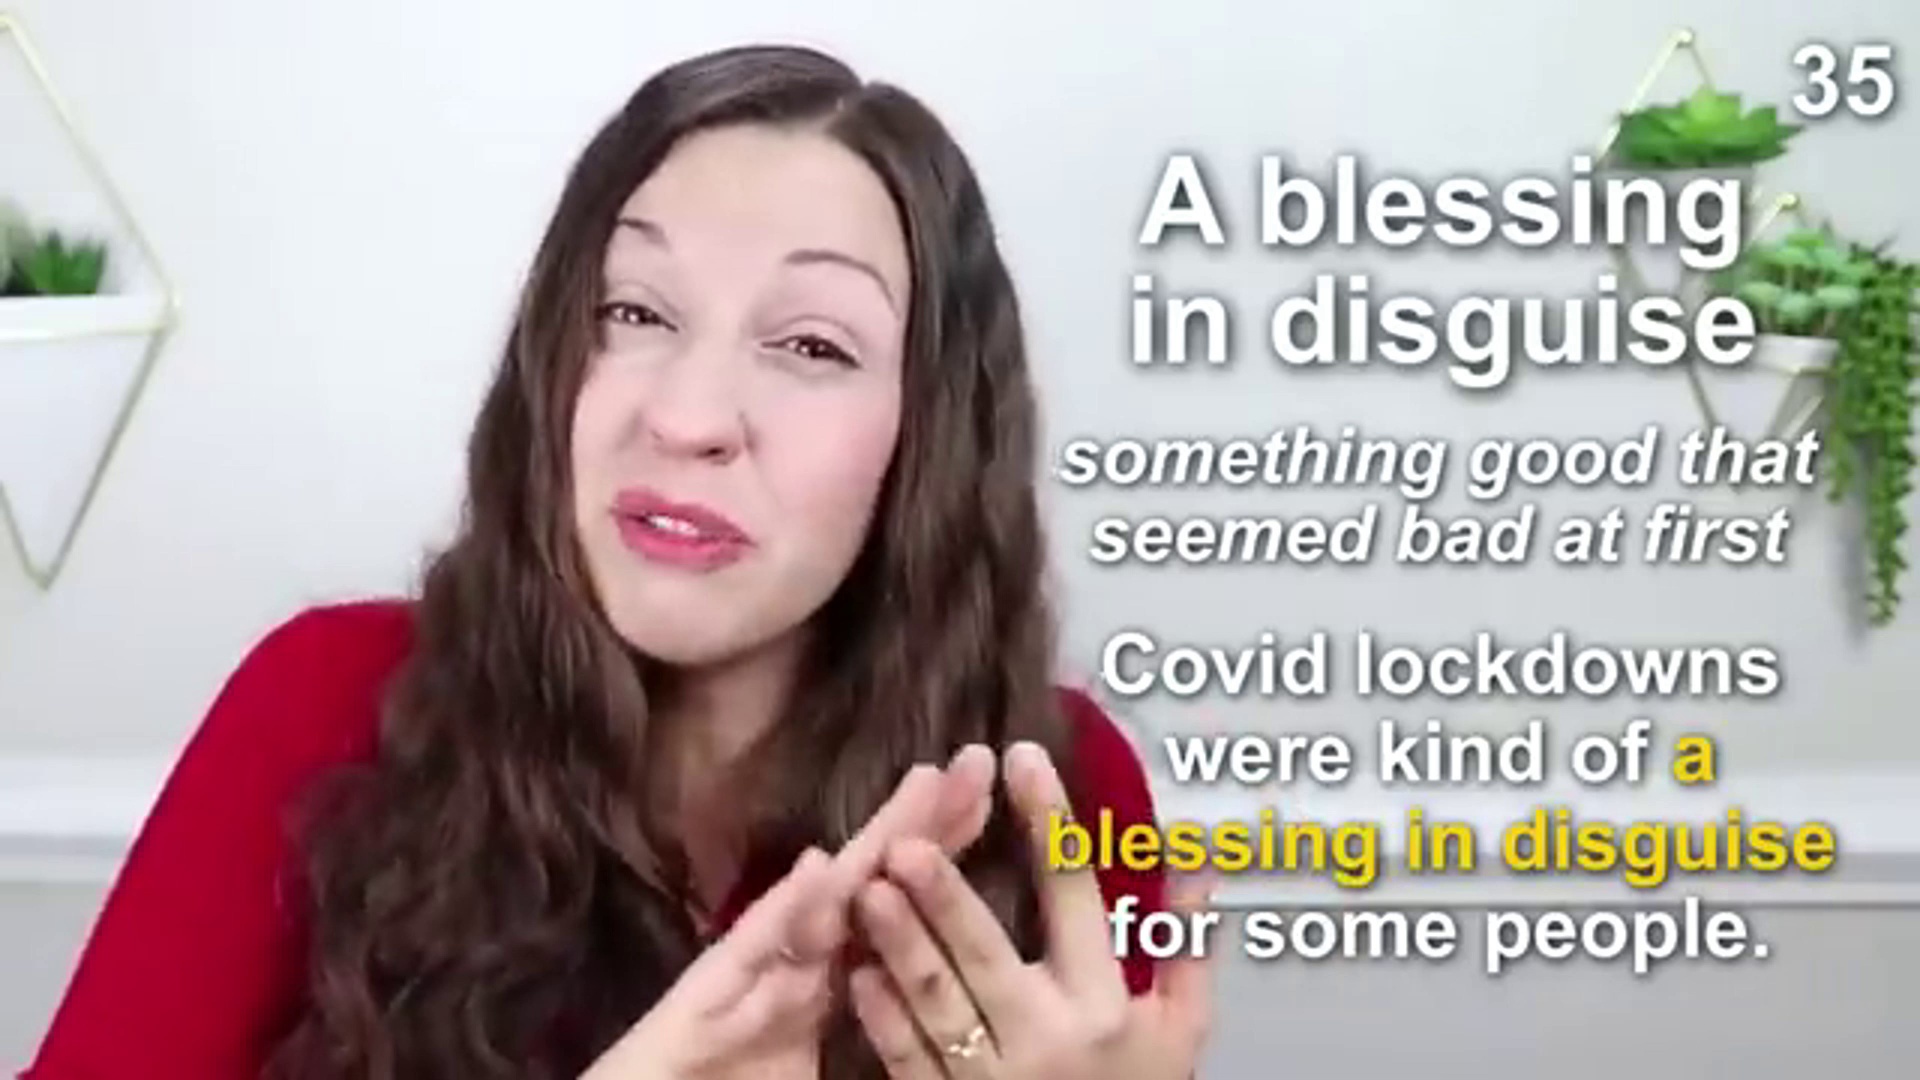 35
A blessing
in disguise
something good that
seemed bad at first
Covid lockdowns
were kind of a
blessing in disguise
for some people.